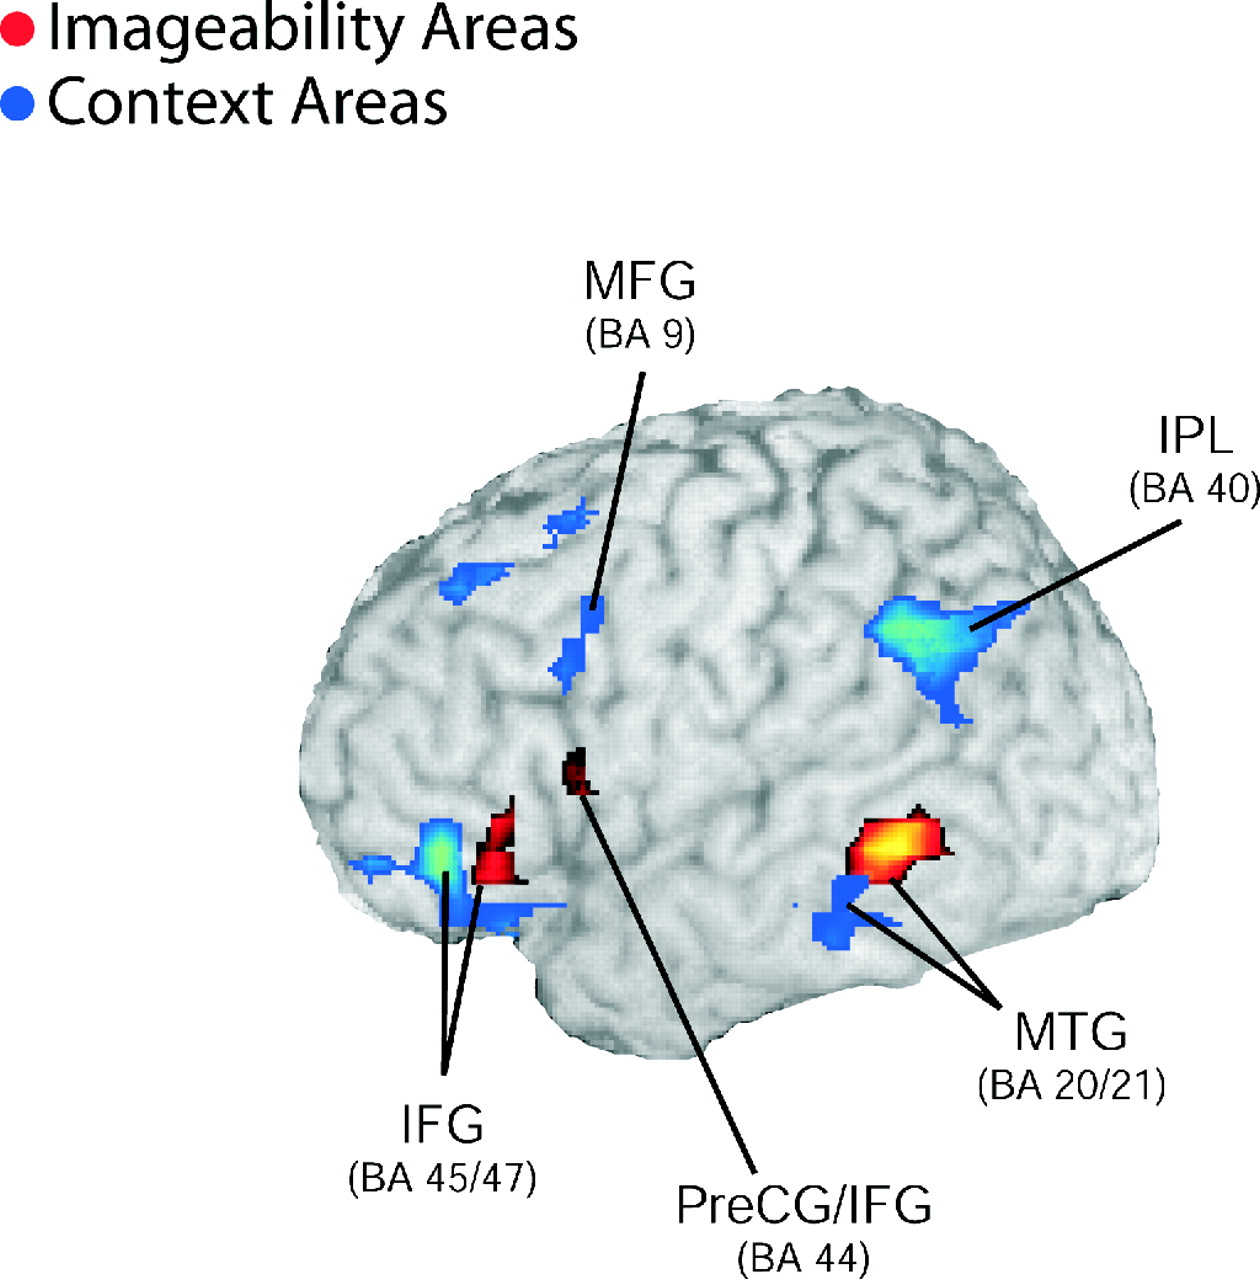 Imageability Areas
Context Areas
MFG
(BA 9)
IPL
(BA 40)
MTG
(BA 20/21)
IFG
(BA 45/47)
PreCG/IFG
(BA 44)